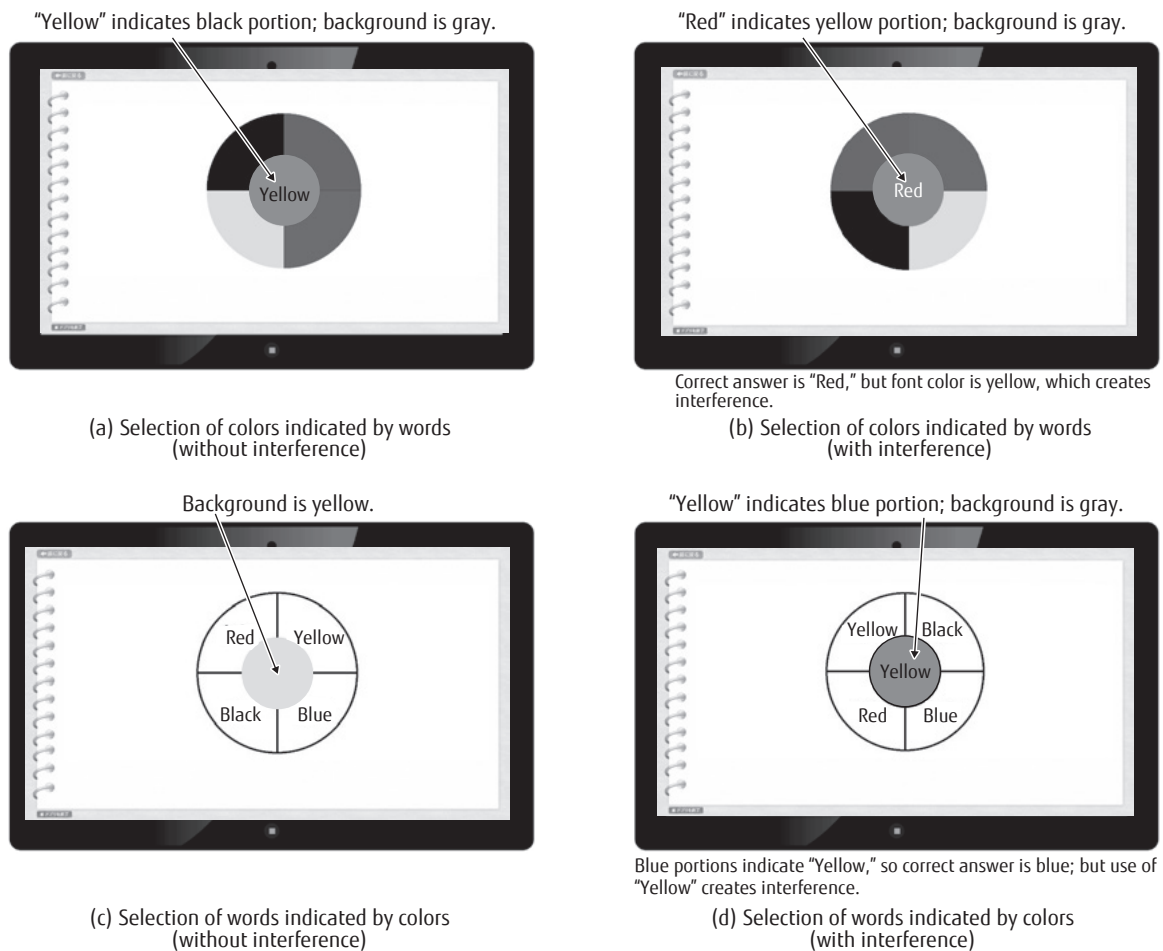 “Yellow” indicates black portion; background is gray.
Yellow
(a) Selection of colors indicated by words
(without interference)
“Red” indicates yellow portion; background is gray.
Red
Correct answer is “Red,” but font color is yellow, which creates
interference.
(b) Selection of colors indicated by words
(with interference)
Background is yellow.
Red
Yellow
Black
Blue
(c) Selection of words indicated by colors
(without interference)
“Yellow” indicates blue portion; background is gray.
Yellow
Black
Yellow
Red
Blue
Blue portions indicate “Yellow,” so correct answer is blue; but use of
“Yellow” creates interference.
(d) Selection of words indicated by colors
(with interference)